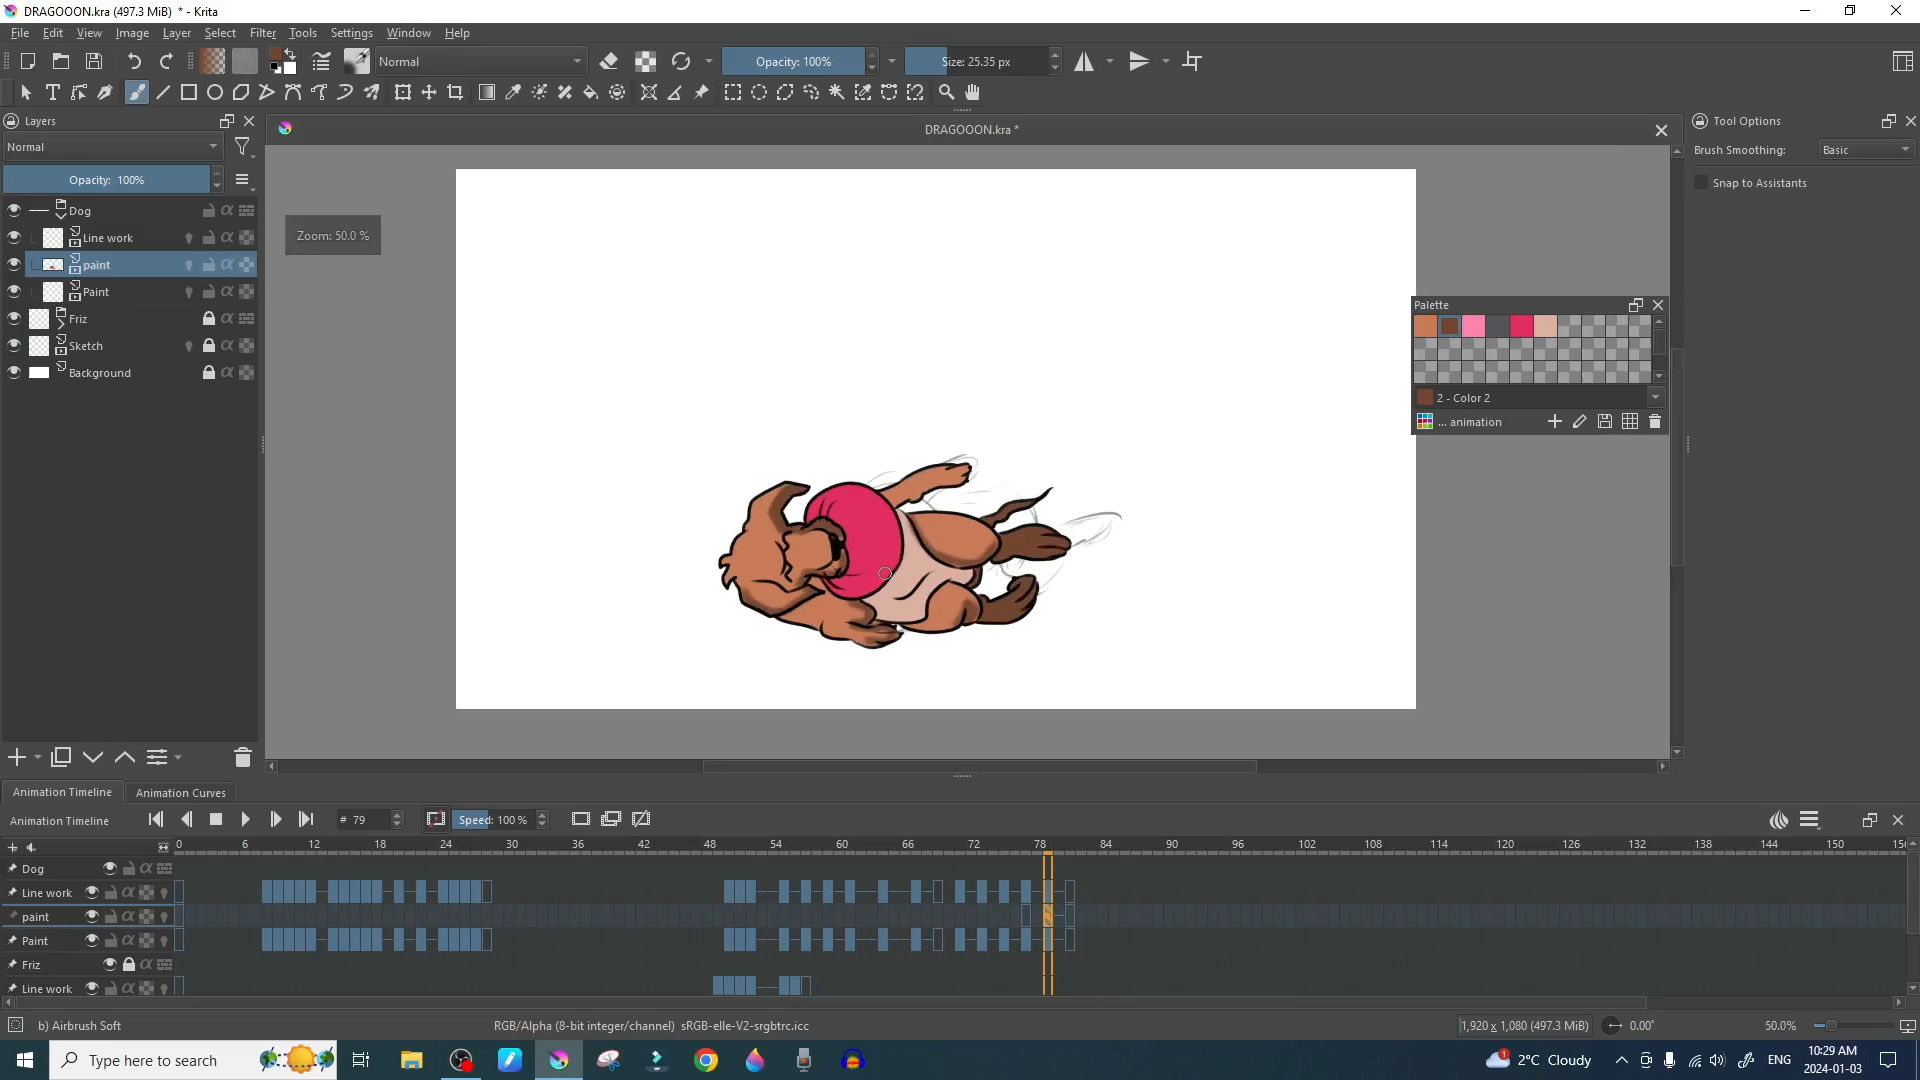 DRAGOOON.kra (497.3 MiB) * - Krita
File Edit View Image Layer Select Filter Tools Settings Window Help
Normal
Opacity: 100%
Size: 25.35 px
Layers
DRAGOOON.kra *
Tool Options
Normal
Brush Smoothing:
Basic
Opacity: 100%
Snap to Assistants
Dog
Line work
Zoom: 50.0 %
paint
Paint
Friz
Palette
Sketch
Background
2 - Color 2
... animation
Animation Timeline
Animation Curves
Animation Timeline
# 79
Speed: 100 %
0 6 12 18 24 30 36 42 48 54 60 66 72 78 84 90 96 102 108 114 120 126 132 138 144 150
Dog
Line work
paint
Paint
Friz
Line work
b) Airbrush Soft
RGB/Alpha (8-bit integer/channel) sRGB-elle-V2-srgbtrc.icc
1,920 x 1,080 (497.3 MiB)
0.00°
50.0%
Type here to search
1
2°C Cloudy
ENG
10:29 AM
2024-01-03